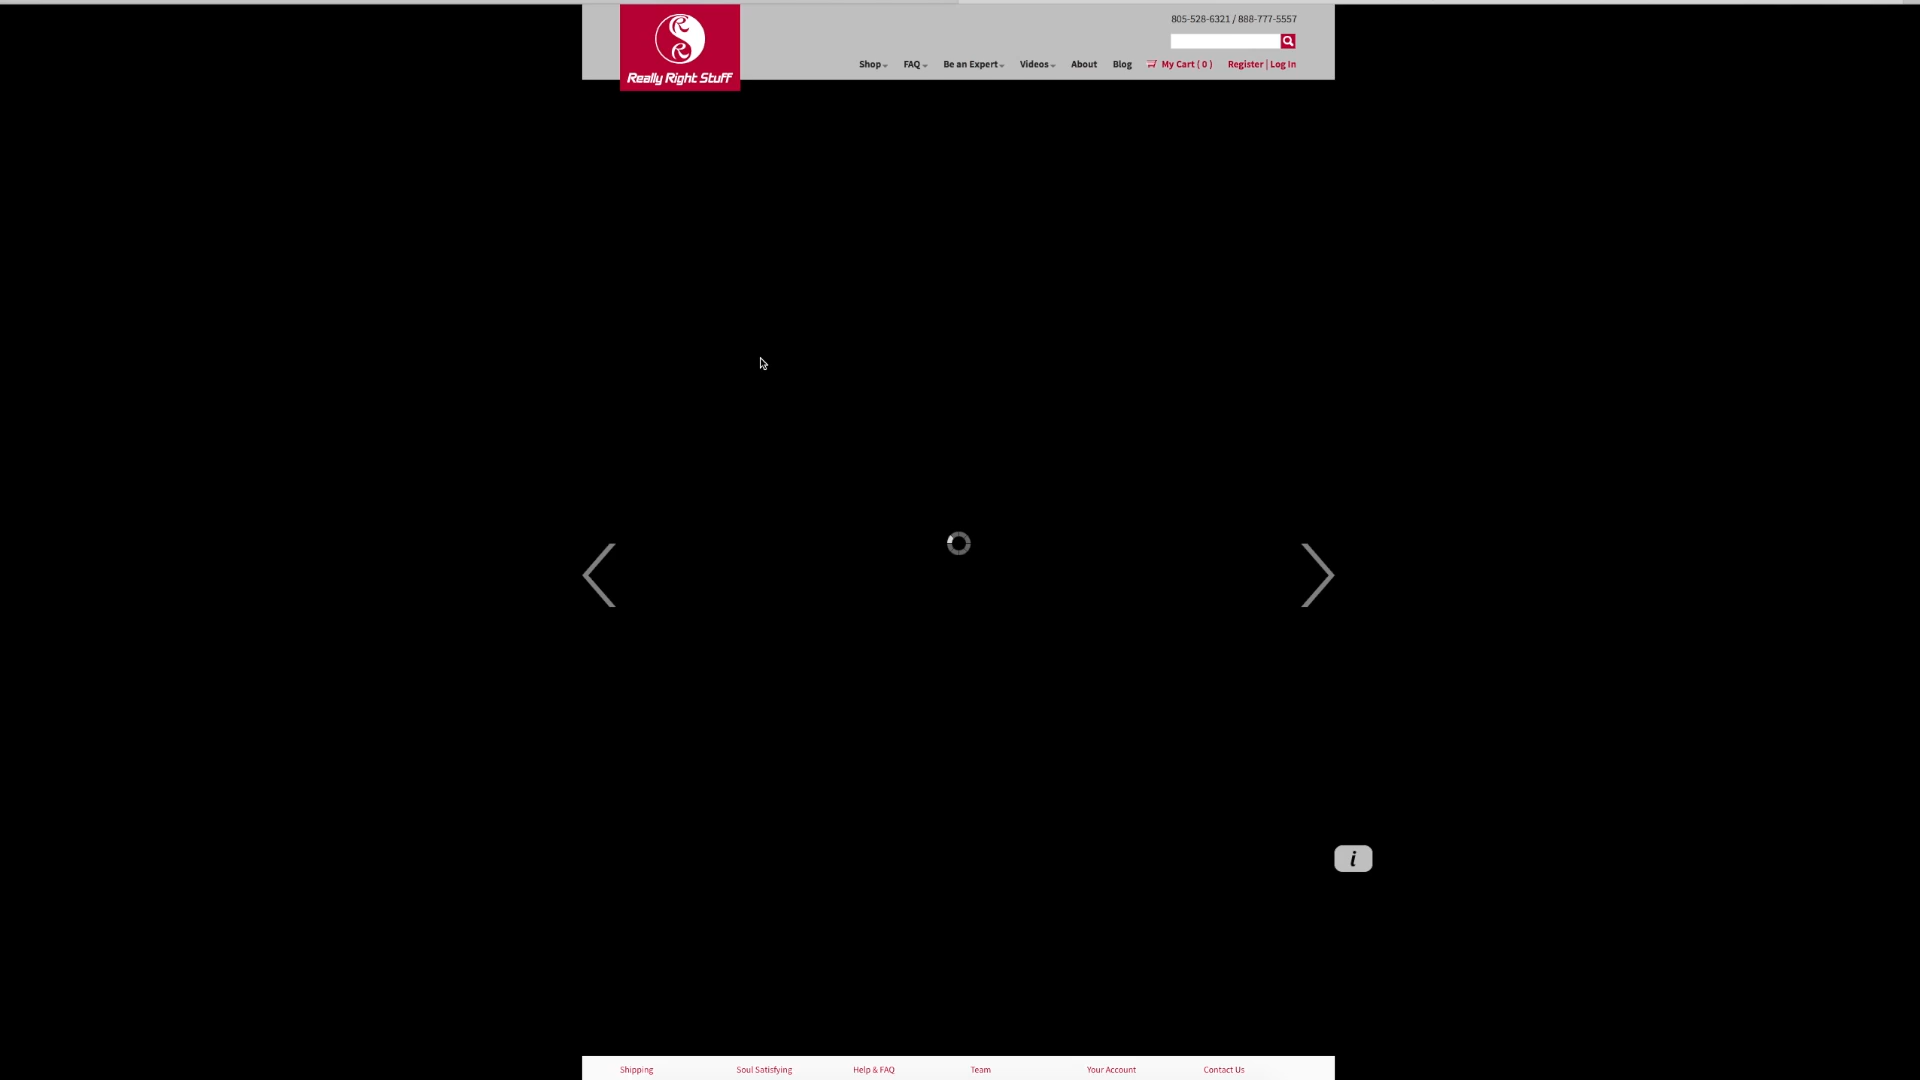 805-528-6321 / 888-777-5557
Really Right Stuff
Shop FAQ Be an Expert Videos About Blog My Cart ( 0 ) Register | Log In
i
Shipping Soul Satisfying Help & FAQ Team Your Account Contact Us